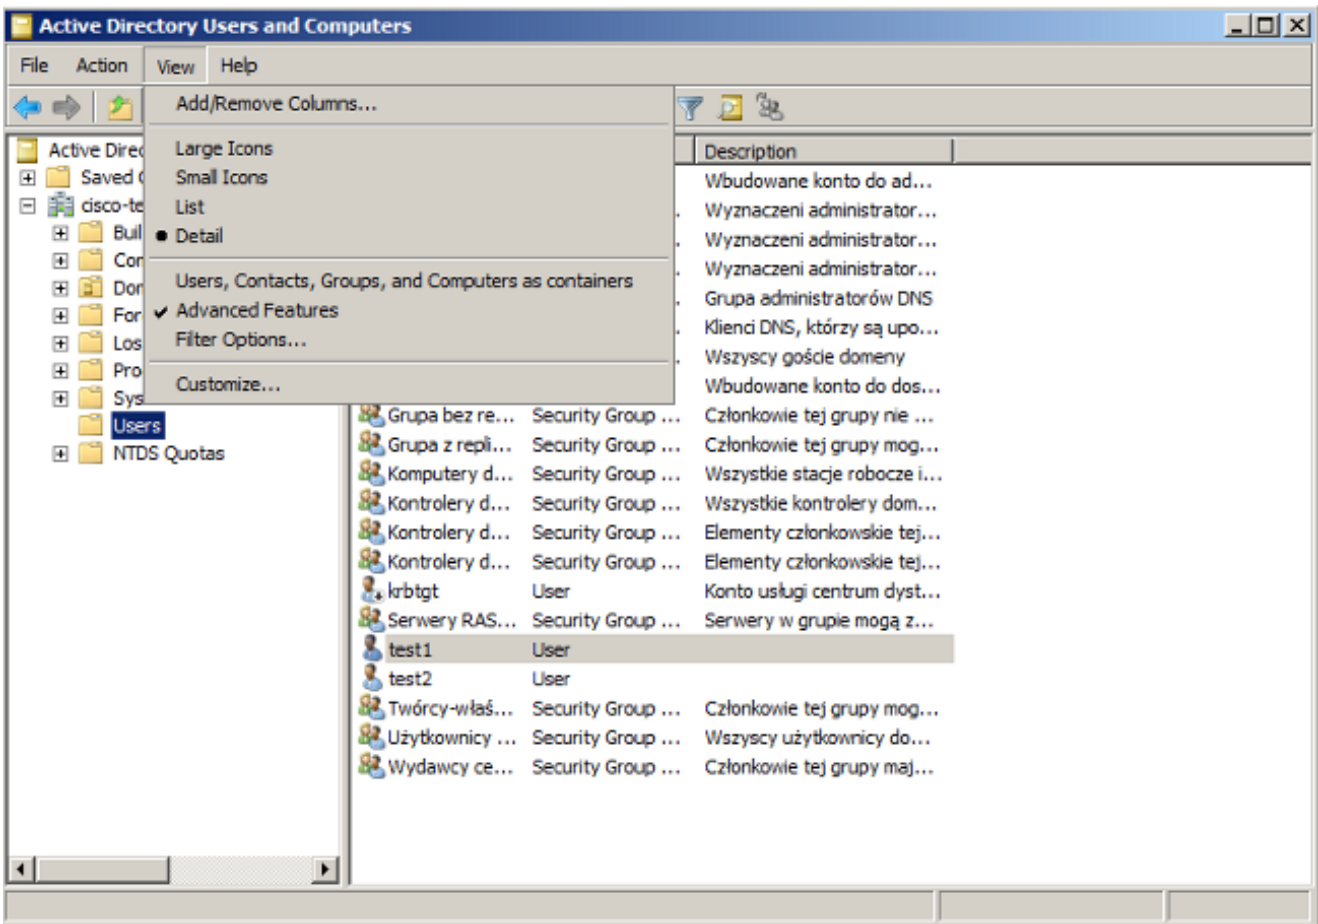 Active Directory Users and Computers
File Action View Help
Add/Remove Columns...
Large Icons
Small Icons
List
Detail
Users, Contacts, Groups, and Computers as containers
Advanced Features
Filter Options...
Customize...
Active Direc
Saved
cisco-te
Buil
Con
Don
For
Los
Pro
Sys
Users
NTDS Quotas
Description
Wbudowane konto do ad...
Wyznaczeni administrator...
Wyznaczeni administrator...
Wyznaczeni administrator...
Grupa administratorów DNS
Klienci DNS, którzy są upo...
Wszyscy goście domeny
Wbudowane konto do dos...
Grupa bez re... Security Group ... Członkowie tej grupy nie ...
Grupa z repli... Security Group ... Członkowie tej grupy mog...
Komputery d... Security Group ... Wszystkie stacje robocze i...
Kontrolery d... Security Group ... Wszystkie kontrolery dom...
Kontrolery d... Security Group ... Elementy członkowskie tej...
Kontrolery d... Security Group ... Elementy członkowskie tej...
krbtgt User Konto usługi centrum dyst...
Serwery RAS... Security Group ... Serwery w grupie mogą z...
test1 User
test2 User
Twórcy-właś... Security Group ... Członkowie tej grupy mog...
Użytkownicy ... Security Group ... Wszyscy użytkownicy do...
Wydawcy ce... Security Group ... Członkowie tej grupy maj...